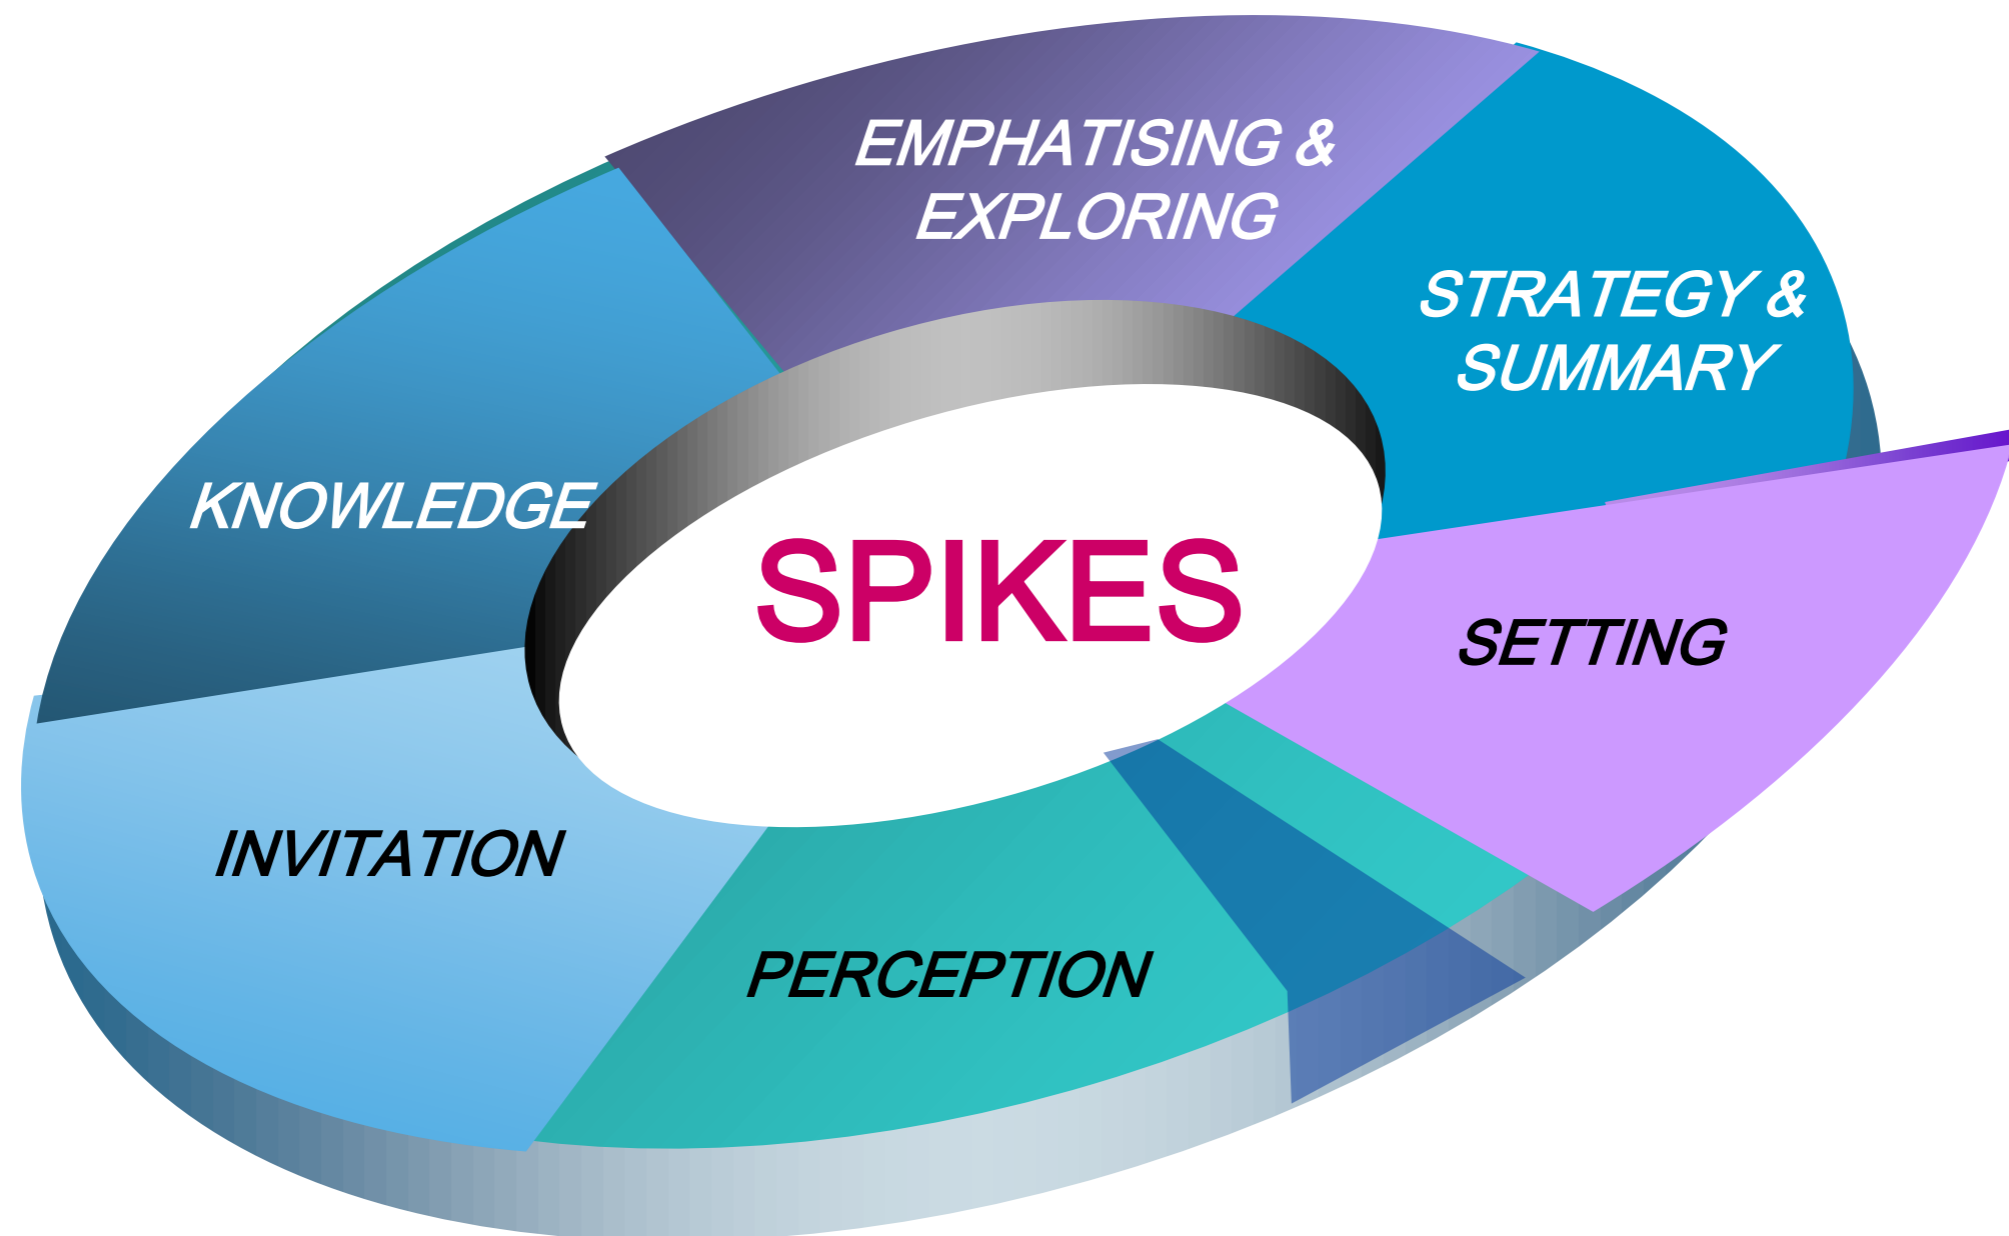 EMPHATISING &
EXPLORING
STRATEGY &
SUMMARY
KNOWLEDGE
SPIKES
SETTING
INVITATION
PERCEPTION